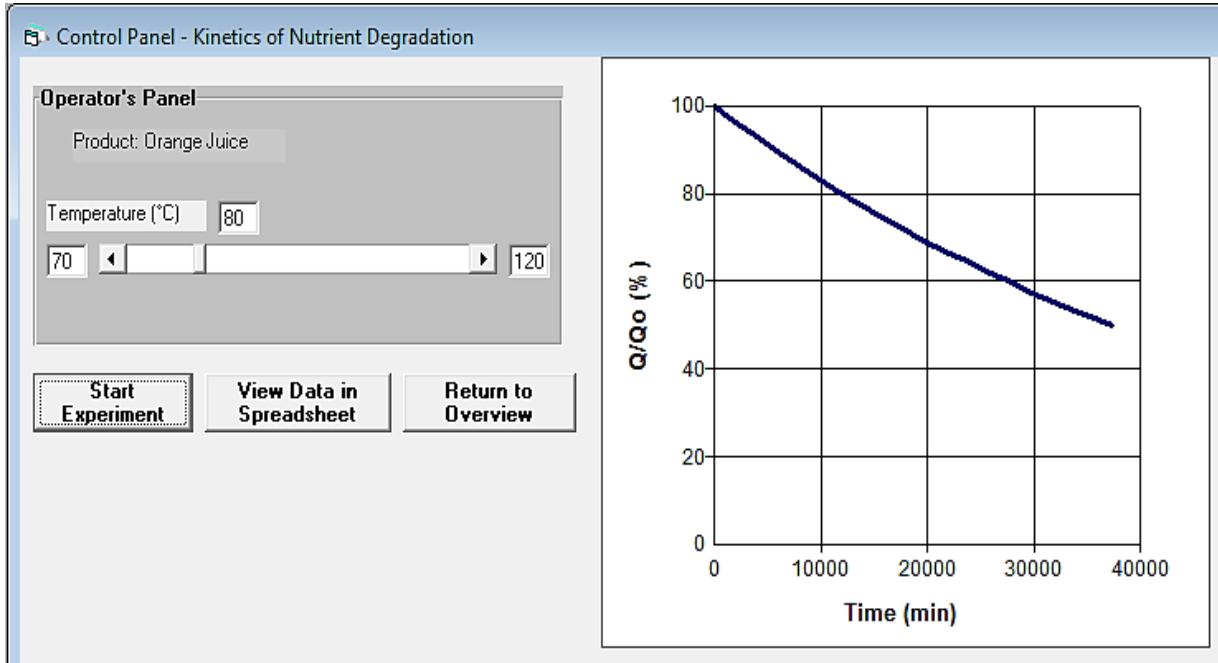 Control Panel - Kinetics of Nutrient Degradation
Operator's Panel
Product: Orange Juice
Temperature (°C) 80
70 120
Start
Experiment
View Data in
Spreadsheet
Return to
Overview
Q/Qo (% )
100
80
60
40
20
0
0 10000 20000 30000 40000
Time (min)